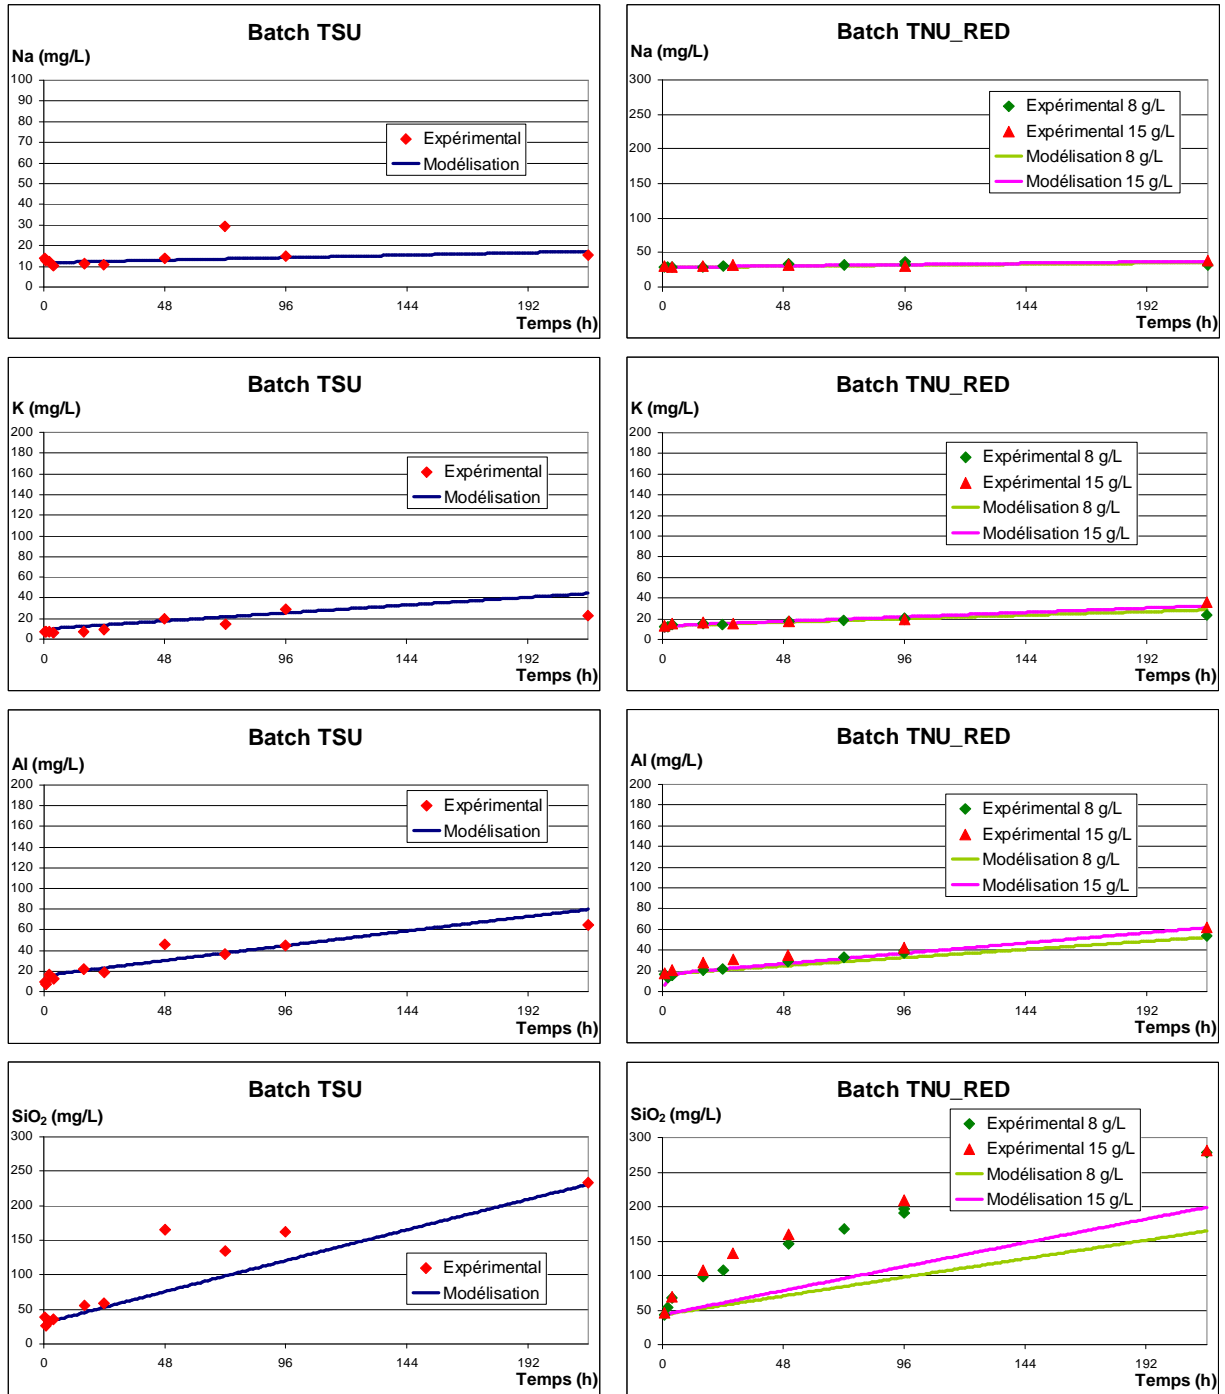 Batch TSU
Na (mg/L)
100
90
80
70
60
50
40
30
20
10
0
0 48 96 144 192
Temps (h)
Expérimental
Modélisation
Batch TNU_RED
Na (mg/L)
300
250
200
150
100
50
0
0 48 96 144 192
Temps (h)
Expérimental 8 g/L
Expérimental 15 g/L
Modélisation 8 g/L
Modélisation 15 g/L
Batch TSU
K (mg/L)
200
180
160
140
120
100
80
60
40
20
0
0 48 96 144 192
Temps (h)
Expérimental
Modélisation
Batch TNU_RED
K (mg/L)
200
180
160
140
120
100
80
60
40
20
0
0 48 96 144 192
Temps (h)
Expérimental 8 g/L
Expérimental 15 g/L
Modélisation 8 g/L
Modélisation 15 g/L
Batch TSU
Al (mg/L)
200
180
160
140
120
100
80
60
40
20
0
0 48 96 144 192
Temps (h)
Expérimental
Modélisation
Batch TNU_RED
Al (mg/L)
200
180
160
140
120
100
80
60
40
20
0
0 48 96 144 192
Temps (h)
Expérimental 8 g/L
Expérimental 15 g/L
Modélisation 8 g/L
Modélisation 15 g/L
Batch TSU
SiO₂ (mg/L)
300
250
200
150
100
50
0
0 48 96 144 192
Temps (h)
Expérimental
Modélisation
Batch TNU_RED
SiO₂ (mg/L)
300
250
200
150
100
50
0
0 48 96 144 192
Temps (h)
Expérimental 8 g/L
Expérimental 15 g/L
Modélisation 8 g/L
Modélisation 15 g/L